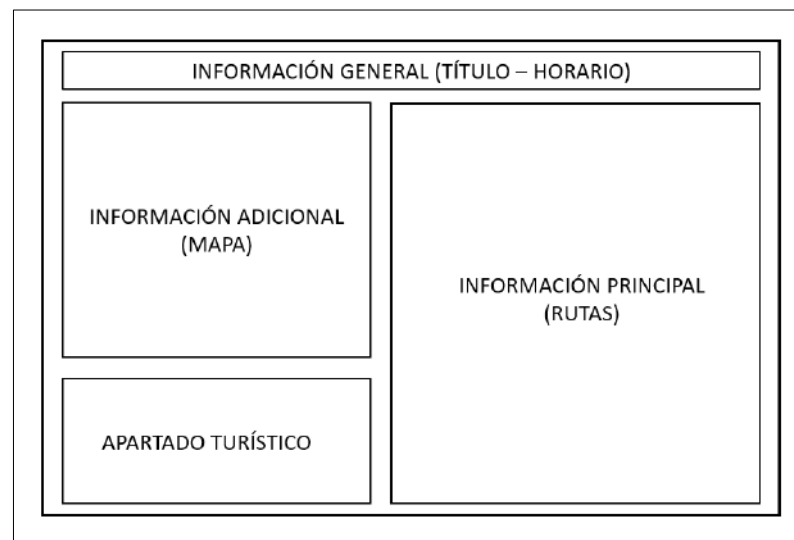 INFORMACIÓN GENERAL (TÍTULO – HORARIO)
INFORMACIÓN ADICIONAL
(MAPA)
INFORMACIÓN PRINCIPAL
(RUTAS)
APARTADO TURÍSTICO